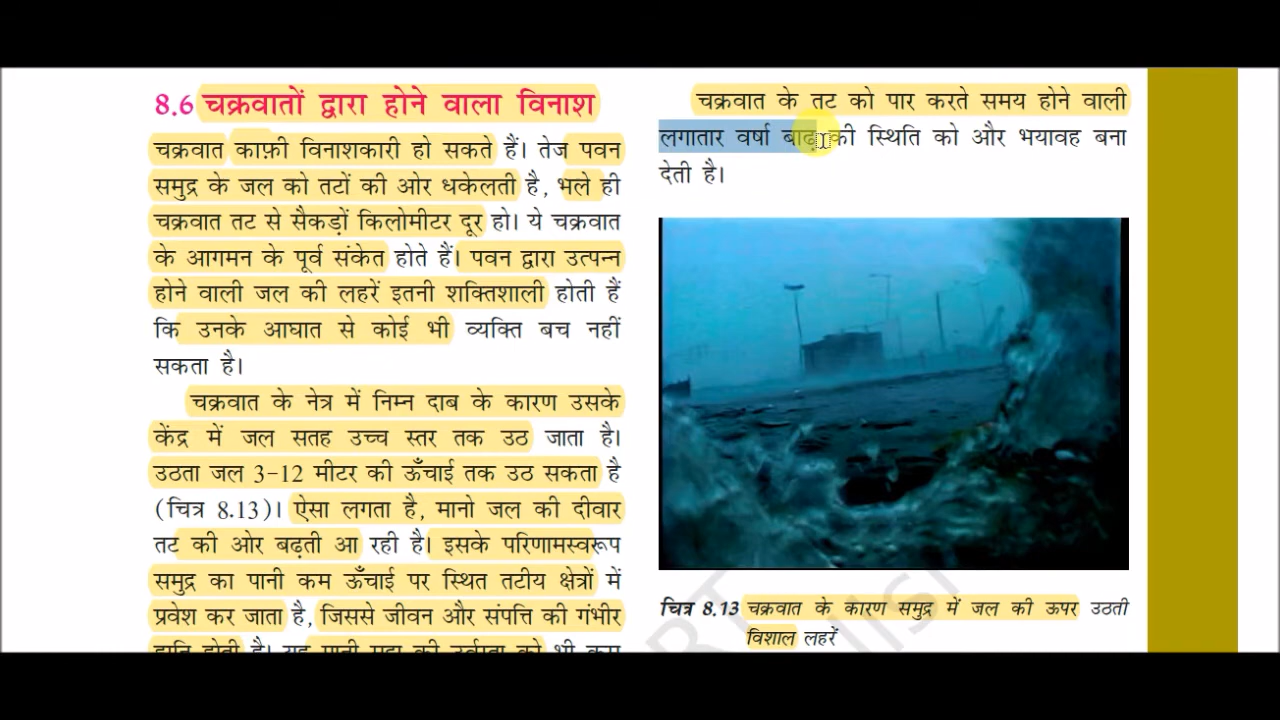 8.6 चक्रवातों द्वारा होने वाला विनाश
चक्रवात काफ़ी विनाशकारी हो सकते हैं। तेज पवन
समुद्र के जल को तटों की ओर धकेलती है, भले ही
चक्रवात तट से सैकड़ों किलोमीटर दूर हो। ये चक्रवात
के आगमन के पूर्व संकेत होते हैं। पवन द्वारा उत्पन्न
होने वाली जल की लहरें इतनी शक्तिशाली होती हैं
कि उनके आघात से कोई भी व्यक्ति बच नहीं
सकता है।
चक्रवात के नेत्र में निम्न दाब के कारण उसके
केंद्र में जल सतह उच्च स्तर तक उठ जाता है।
उठता जल 3-12 मीटर की ऊँचाई तक उठ सकता है
(चित्र 8.13)। ऐसा लगता है, मानो जल की दीवार
तट की ओर बढ़ती आ रही है। इसके परिणामस्वरूप
समुद्र का पानी कम ऊँचाई पर स्थित तटीय क्षेत्रों में
प्रवेश कर जाता है, जिससे जीवन और संपत्ति की गंभीर
हानि होती है। यह पानी मृदा की उर्वरता को भी कम
चक्रवात के तट को पार करते समय होने वाली
लगातार वर्षा बाढ़ की स्थिति को और भयावह बना
देती है।
चित्र 8.13 चक्रवात के कारण समुद्र में जल की ऊपर उठती
विशाल लहरें